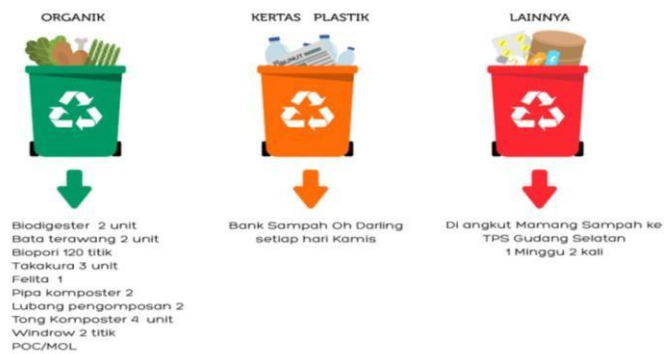 ORGANIK
Biodigester 2 unit
Bata terawang 2 unit
Biopori 120 titik
Takakura 3 unit
Felita 1
Pipa komposter 2
Lubang pengomposan 2
Tong Komposter 4 unit
Windrow 2 titik
POC/MOL
KERTAS PLASTIK
Bank Sampah Oh Darling
setiap hari Kamis
LAINNYA
Di angkut Mamang Sampah ke
TPS Gudang Selatan
1 Minggu 2 kali